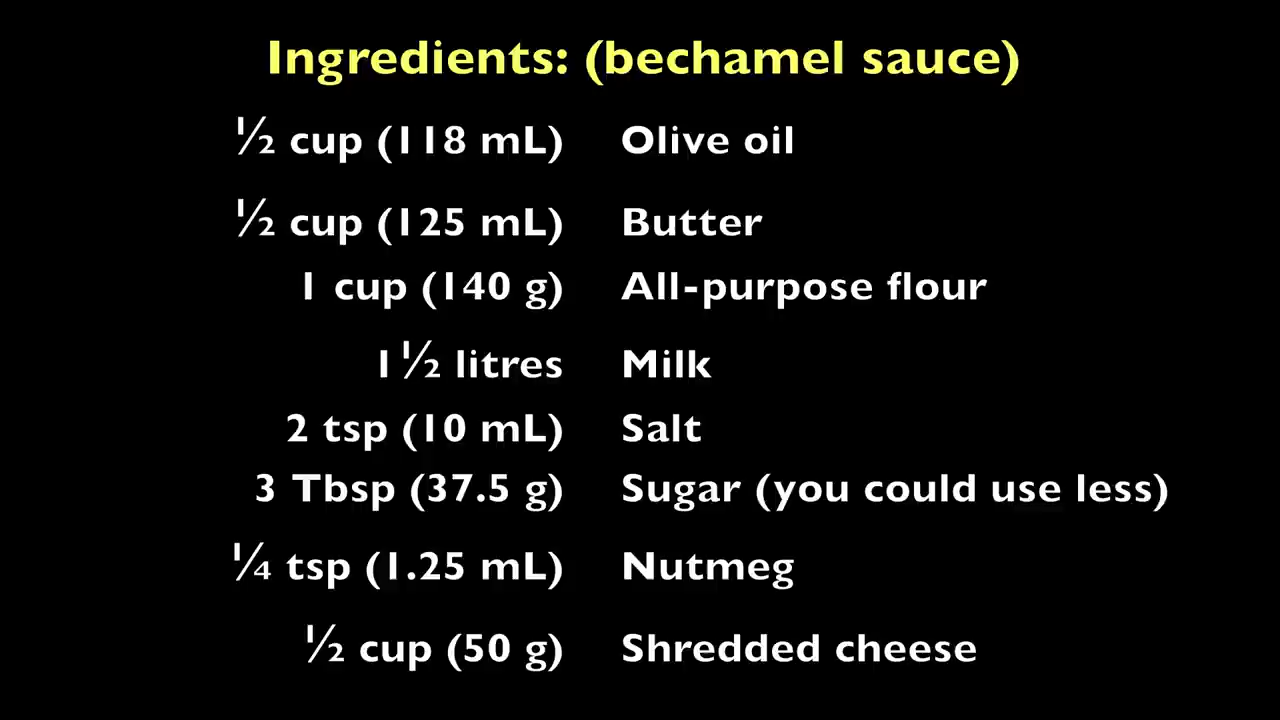 Ingredients: (bechamel sauce)
½ cup (118 mL) Olive oil
½ cup (125 mL) Butter
1 cup (140 g) All-purpose flour
1 ½ litres Milk
2 tsp (10 mL) Salt
3 Tbsp (37.5 g) Sugar (you could use less)
¼ tsp (1.25 mL) Nutmeg
½ cup (50 g) Shredded cheese